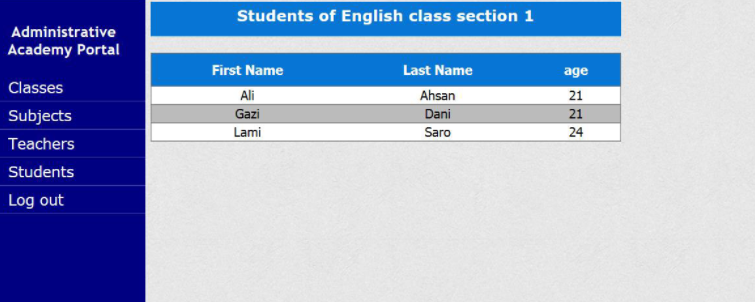 Administrative
Academy Portal
Classes
Subjects
Teachers
Students
Log out
Students of English class section 1
First Name Last Name age
Ali Ahsan 21
Gazi Dani 21
Lami Saro 24